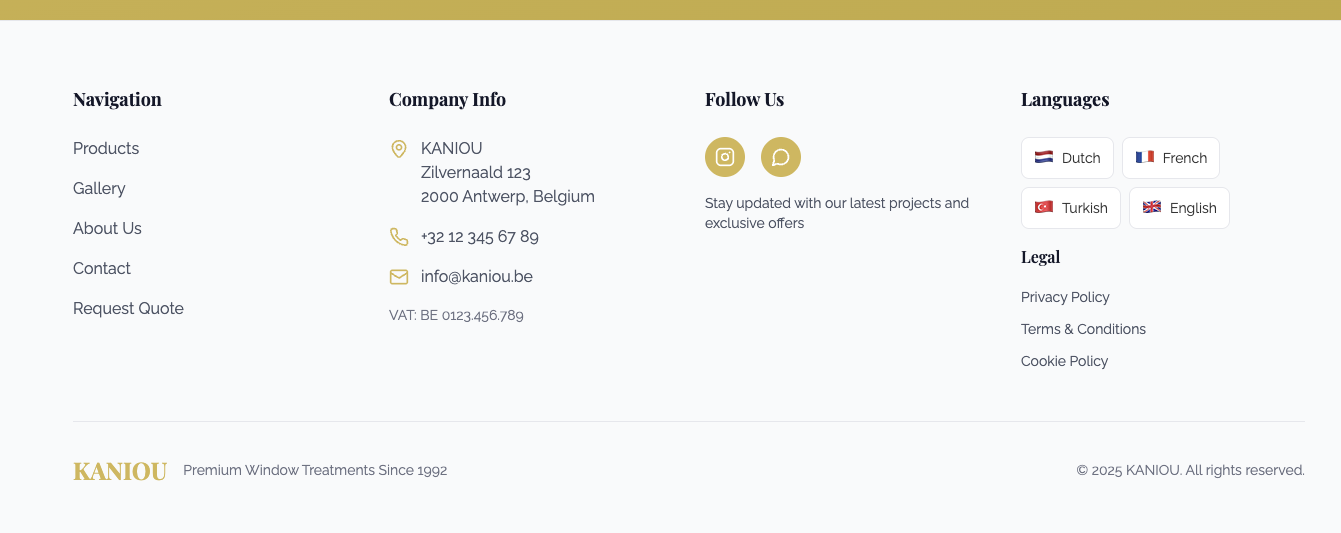 Navigation
Products
Gallery
About Us
Contact
Request Quote
Company Info
KANIOU
Zilvernaald 123
2000 Antwerp, Belgium
+32 12 345 67 89
info@kaniou.be
VAT: BE 0123.456.789
Follow Us
Stay updated with our latest projects and
exclusive offers
Languages
Dutch
French
Turkish
English
Legal
Privacy Policy
Terms & Conditions
Cookie Policy
KANIOU
Premium Window Treatments Since 1992
© 2025 KANIOU. All rights reserved.